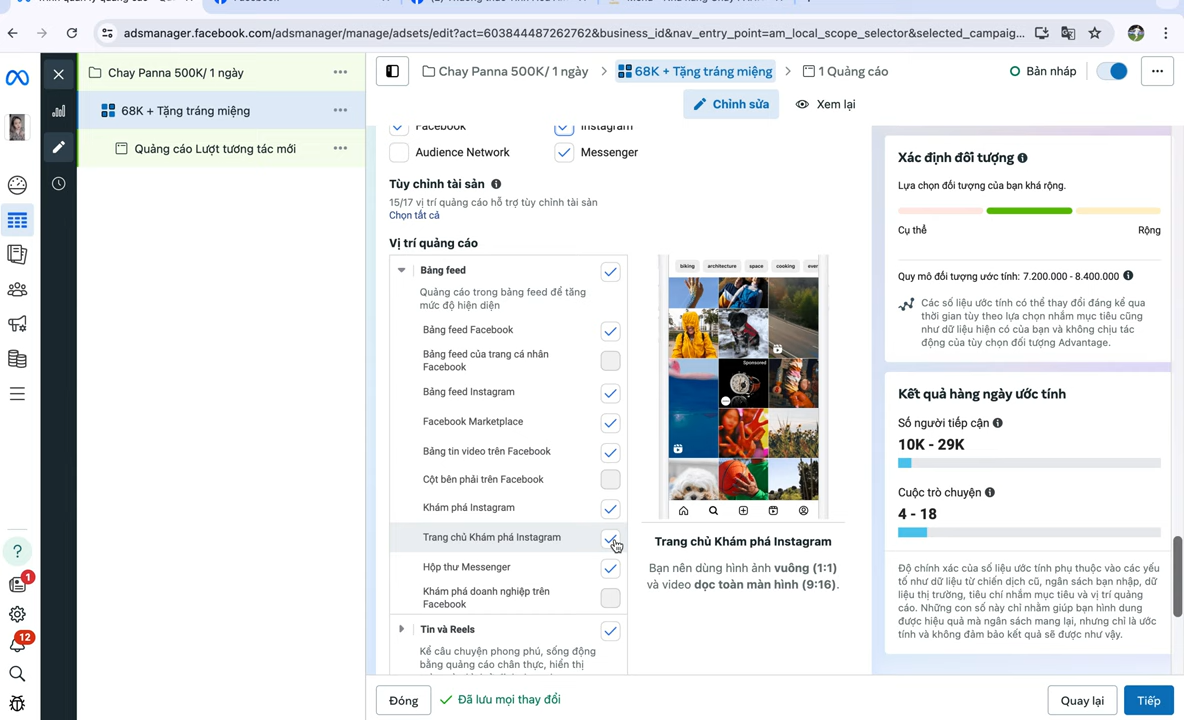 adsmanager.facebook.com/adsmanager/manage/adsets/edit?act=603844487262762&business_id&nav_entry_point=am_local_scope_selector&selected_campaig...
Chay Panna 500K/ 1 ngày
68K + Tặng tráng miệng
Quảng cáo Lượt tương tác mới
Chay Panna 500K/ 1 ngày
68K + Tặng tráng miệng
1 Quảng cáo
Bản nháp
Chỉnh sửa
Xem lại
Facebook
Instagram
Audience Network
Messenger
Tùy chỉnh tài sản
15/17 vị trí quảng cáo hỗ trợ tùy chỉnh tài sản
Chọn tất cả
Vị trí quảng cáo
Bảng feed
Quảng cáo trong bảng feed để tăng
mức độ hiện diện
Bảng feed Facebook
Bảng feed của trang cá nhân
Facebook
Bảng feed Instagram
Facebook Marketplace
Bảng tin video trên Facebook
Cột bên phải trên Facebook
Khám phá Instagram
Trang chủ Khám phá Instagram
Hộp thư Messenger
Khám phá doanh nghiệp trên
Facebook
Tin và Reels
Kể câu chuyện phong phú, sống động
bằng quảng cáo chân thực, hiển thị
biking
architecture
space
cooking
Sponsored
Trang chủ Khám phá Instagram
Bạn nên dùng hình ảnh vuông (1:1)
và video dọc toàn màn hình (9:16).
Xác định đối tượng
Lựa chọn đối tượng của bạn khá rộng.
Cụ thể
Rộng
Quy mô đối tượng ước tính: 7.200.000 - 8.400.000
Các số liệu ước tính có thể thay đổi đáng kể qua
thời gian tùy theo lựa chọn nhắm mục tiêu cũng
như dữ liệu hiện có của bạn và không chịu tác
động của tùy chọn đối tượng Advantage.
Kết quả hàng ngày ước tính
Số người tiếp cận
10K - 29K
Cuộc trò chuyện
4 - 18
Độ chính xác của số liệu ước tính phụ thuộc vào các yếu
tố như dữ liệu từ chiến dịch cũ, ngân sách bạn nhập, dữ
liệu thị trường, tiêu chí nhắm mục tiêu và vị trí quảng
cáo. Những con số này chỉ nhằm giúp bạn hình dung
được hiệu quả mà ngân sách mang lại, nhưng chỉ là ước
tính và không đảm bảo kết quả sẽ được như vậy.
1
12
Đóng
Đã lưu mọi thay đổi
Quay lại
Tiếp